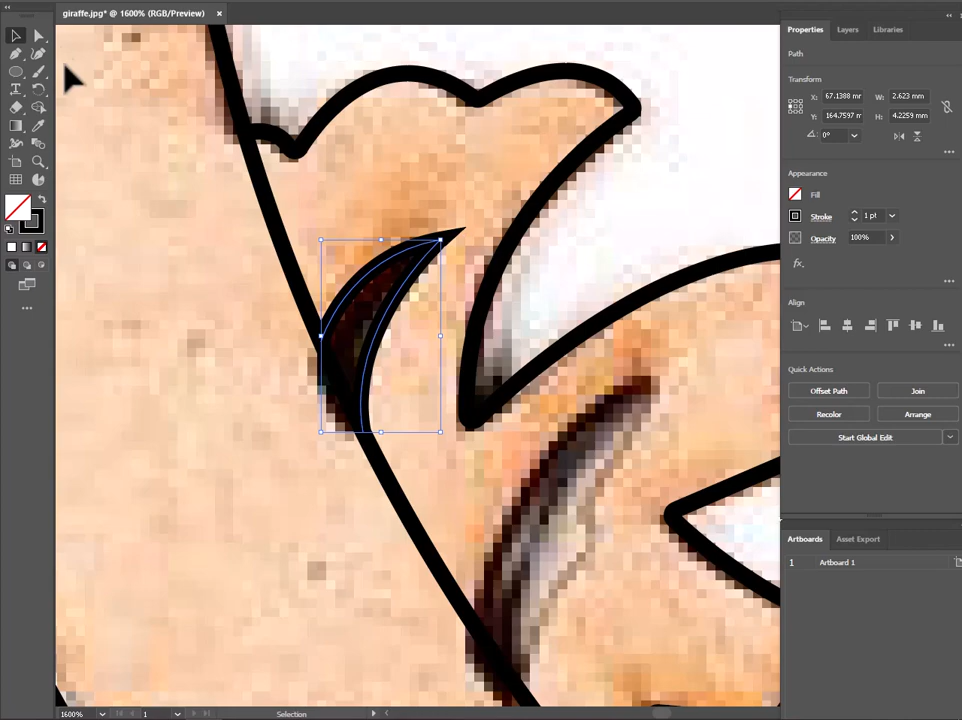 giraffe.jpg* @ 1600% (RGB/Preview) ×
Properties Layers Libraries
Path
Transform
X: 67.1388 mr W: 2.623 mm
Y: 164.7597 m H: 4.2259 mm
0°
Appearance
Fill
Stroke 1 pt
Opacity 100%
fx.
Align
Quick Actions
Offset Path Join
Recolor Arrange
Start Global Edit
Artboards Asset Export
1 Artboard 1
1600% 1 Selection